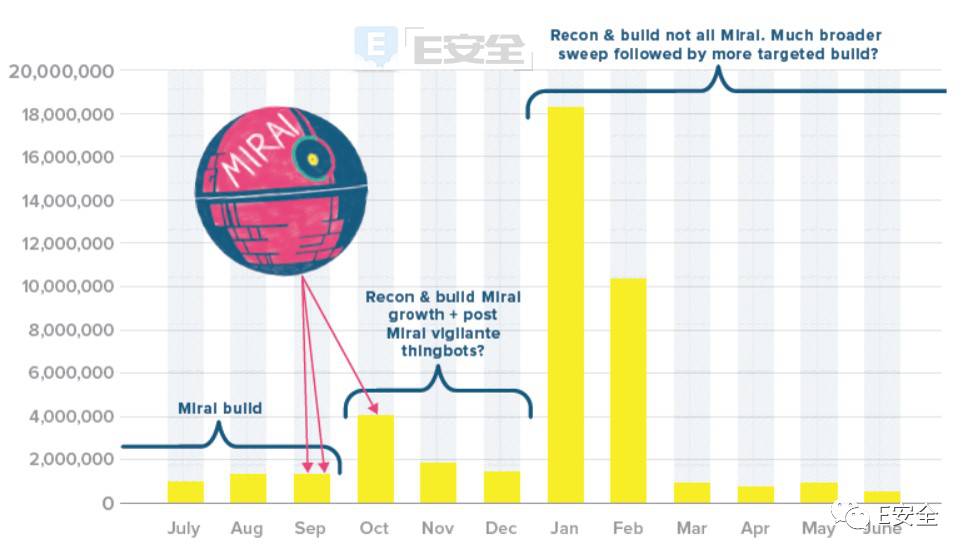 Recon & build not all Mirai. Much broader
sweep followed by more targeted build?
E安全
20,000,000
18,000,000
16,000,000
14,000,000
12,000,000
10,000,000
8,000,000
6,000,000
4,000,000
2,000,000
0
MIRAI
Recon & build Mirai
growth + post
Mirai vigilante
thingbots?
Mirai build
July Aug Sep Oct Nov Dec Jan Feb Mar Apr May June
E安全